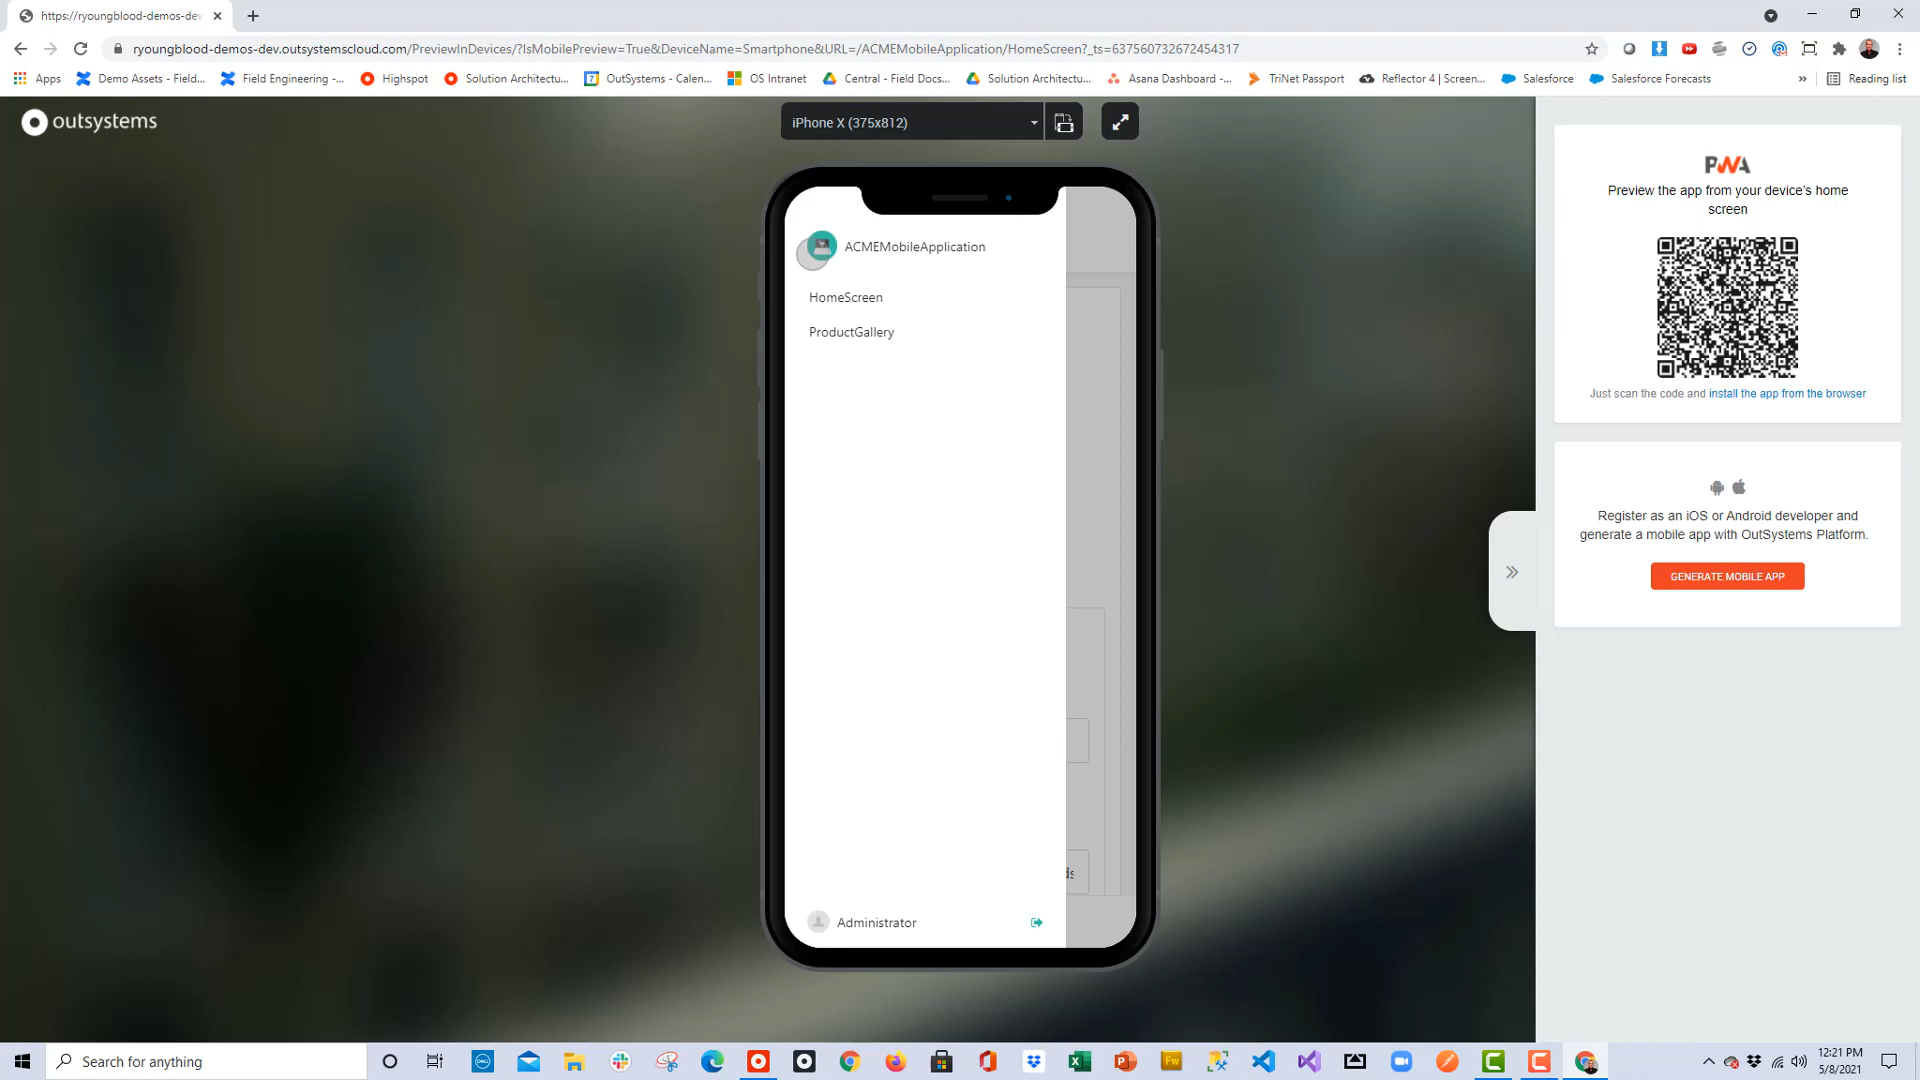 https://ryoungblood-demos-dev
ryoungblood-demos-dev.outsystemscloud.com/PreviewInDevices/?IsMobilePreview=True&DeviceName=Smartphone&URL=/ACMEMobileApplication/HomeScreen?_ts=637560732672454317
Apps Demo Assets - Field... Field Engineering -... Highspot Solution Architectu... OutSystems - Calen... OS Intranet Central - Field Docs... Solution Architectu... Asana Dashboard -... TriNet Passport Reflector 4 | Screen... Salesforce Salesforce Forecasts » Reading list
outsystems
iPhone X (375x812)
ACMEMobileApplication
HomeScreen
ProductGallery
Administrator
PWA
Preview the app from your device's home
screen
Just scan the code and install the app from the browser
Register as an iOS or Android developer and
generate a mobile app with OutSystems Platform.
GENERATE MOBILE APP
Search for anything
12:21 PM
5/8/2021